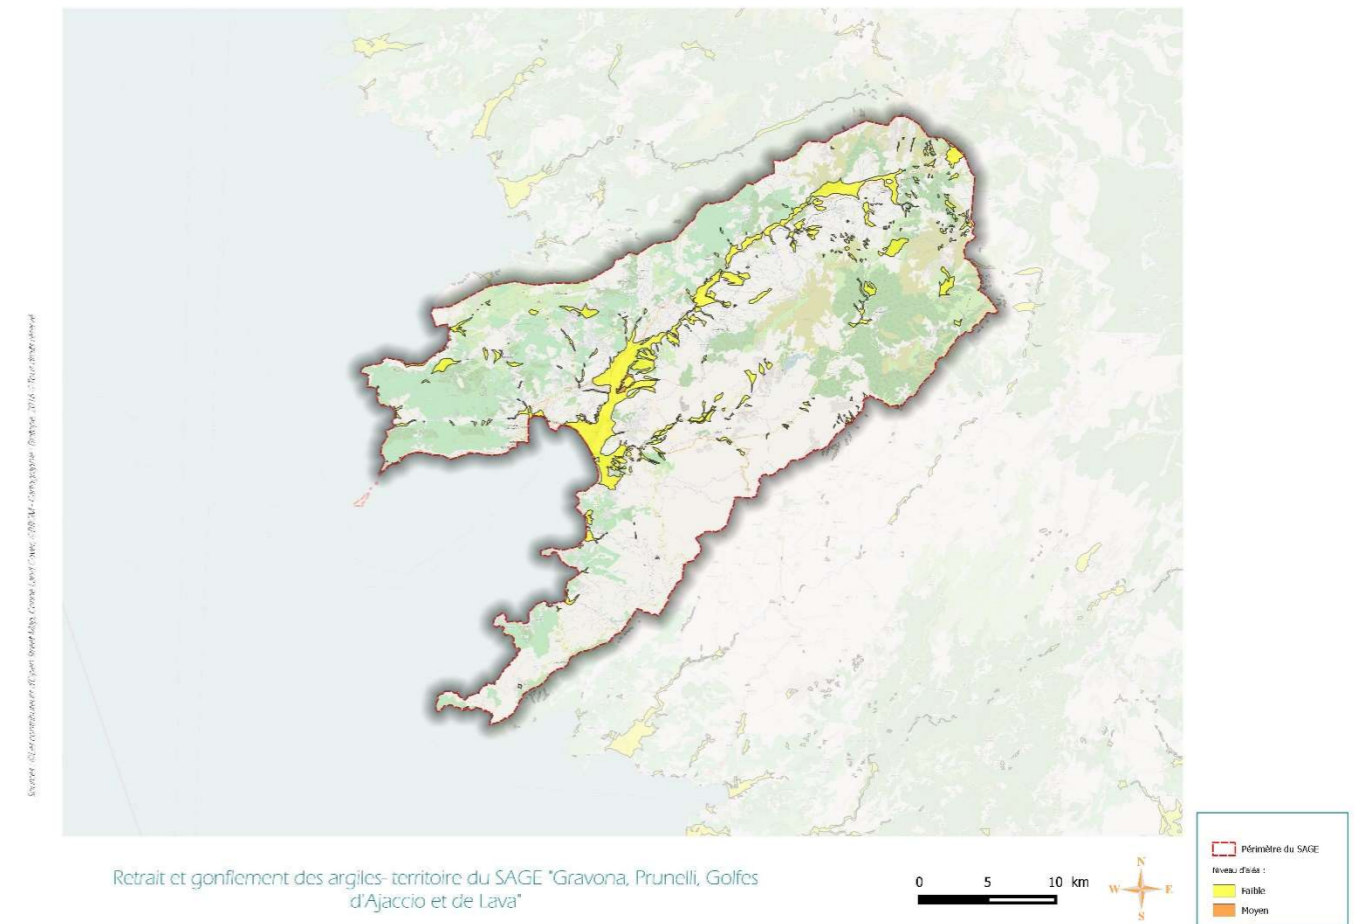 Retrait et gonflement des argiles- territoire du SAGE "Gravona, Prunelli, Golfes
d'Ajaccio et de Lava"
0 5 10 km
N
W E
S
Périmètre du SAGE
Niveau d'aléa :
Faible
Moyen